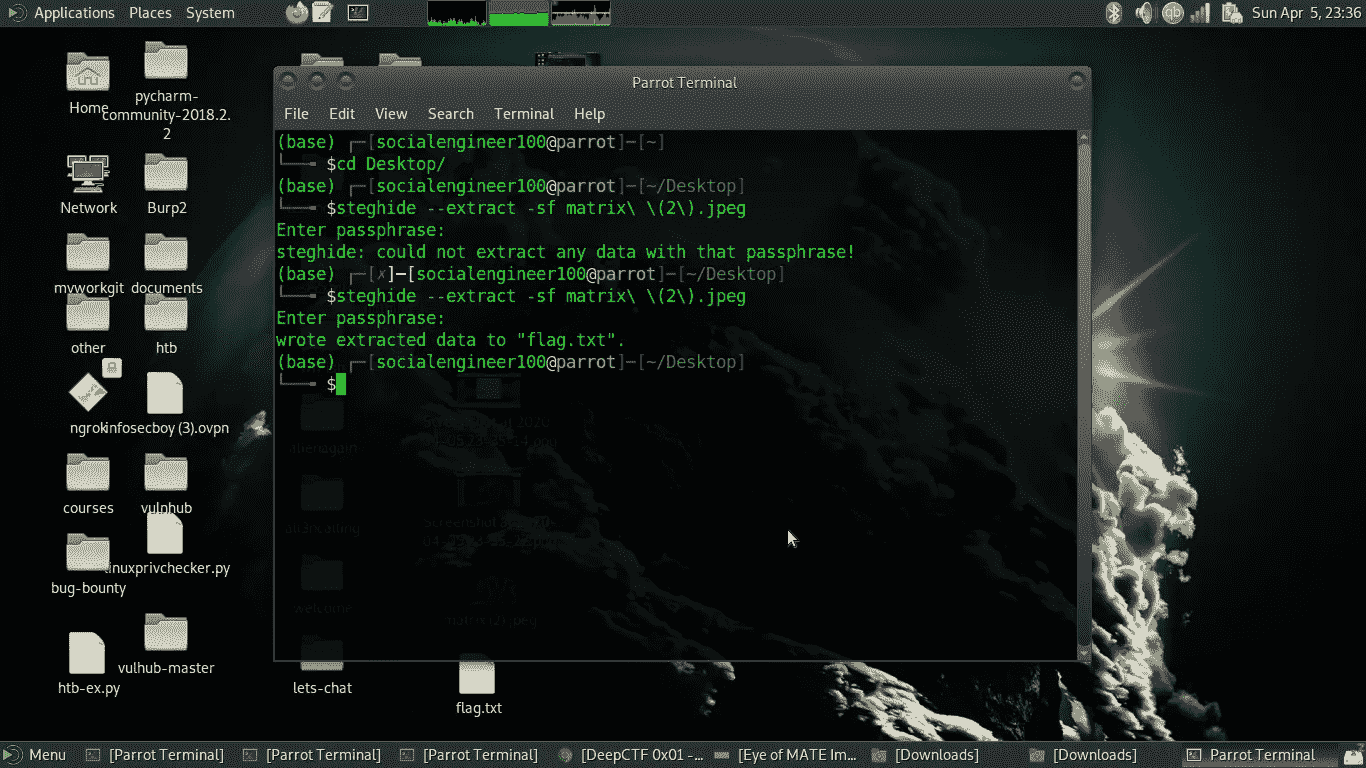 Applications Places System
Sun Apr 5, 23:36
Home
pycharm-
community-2018.2.
2
Network
Burp2
myworkgit
documents
other
htb
ngrok
infosecboy (3).ovpn
courses
vulnhub
bug-bounty
linuxprivchecker.py
htb-ex.py
vulhub-master
lets-chat
flag.txt
Parrot Terminal
File Edit View Search Terminal Help
(base) ┌─[socialengineer100@parrot]─[~]
└──╼ $cd Desktop/
(base) ┌─[socialengineer100@parrot]─[~/Desktop]
└──╼ $steghide --extract -sf matrix\ \(2\).jpeg
Enter passphrase:
steghide: could not extract any data with that passphrase!
(base) ┌─[✗]─[socialengineer100@parrot]─[~/Desktop]
└──╼ $steghide --extract -sf matrix\ \(2\).jpeg
Enter passphrase:
wrote extracted data to "flag.txt".
(base) ┌─[socialengineer100@parrot]─[~/Desktop]
└──╼ $
welcome
matrix (2).jpeg
Menu [Parrot Terminal] [Parrot Terminal] [Parrot Terminal] [DeepCTF 0x01 -... [Eye of MATE Im... [Downloads] [Downloads] Parrot Terminal